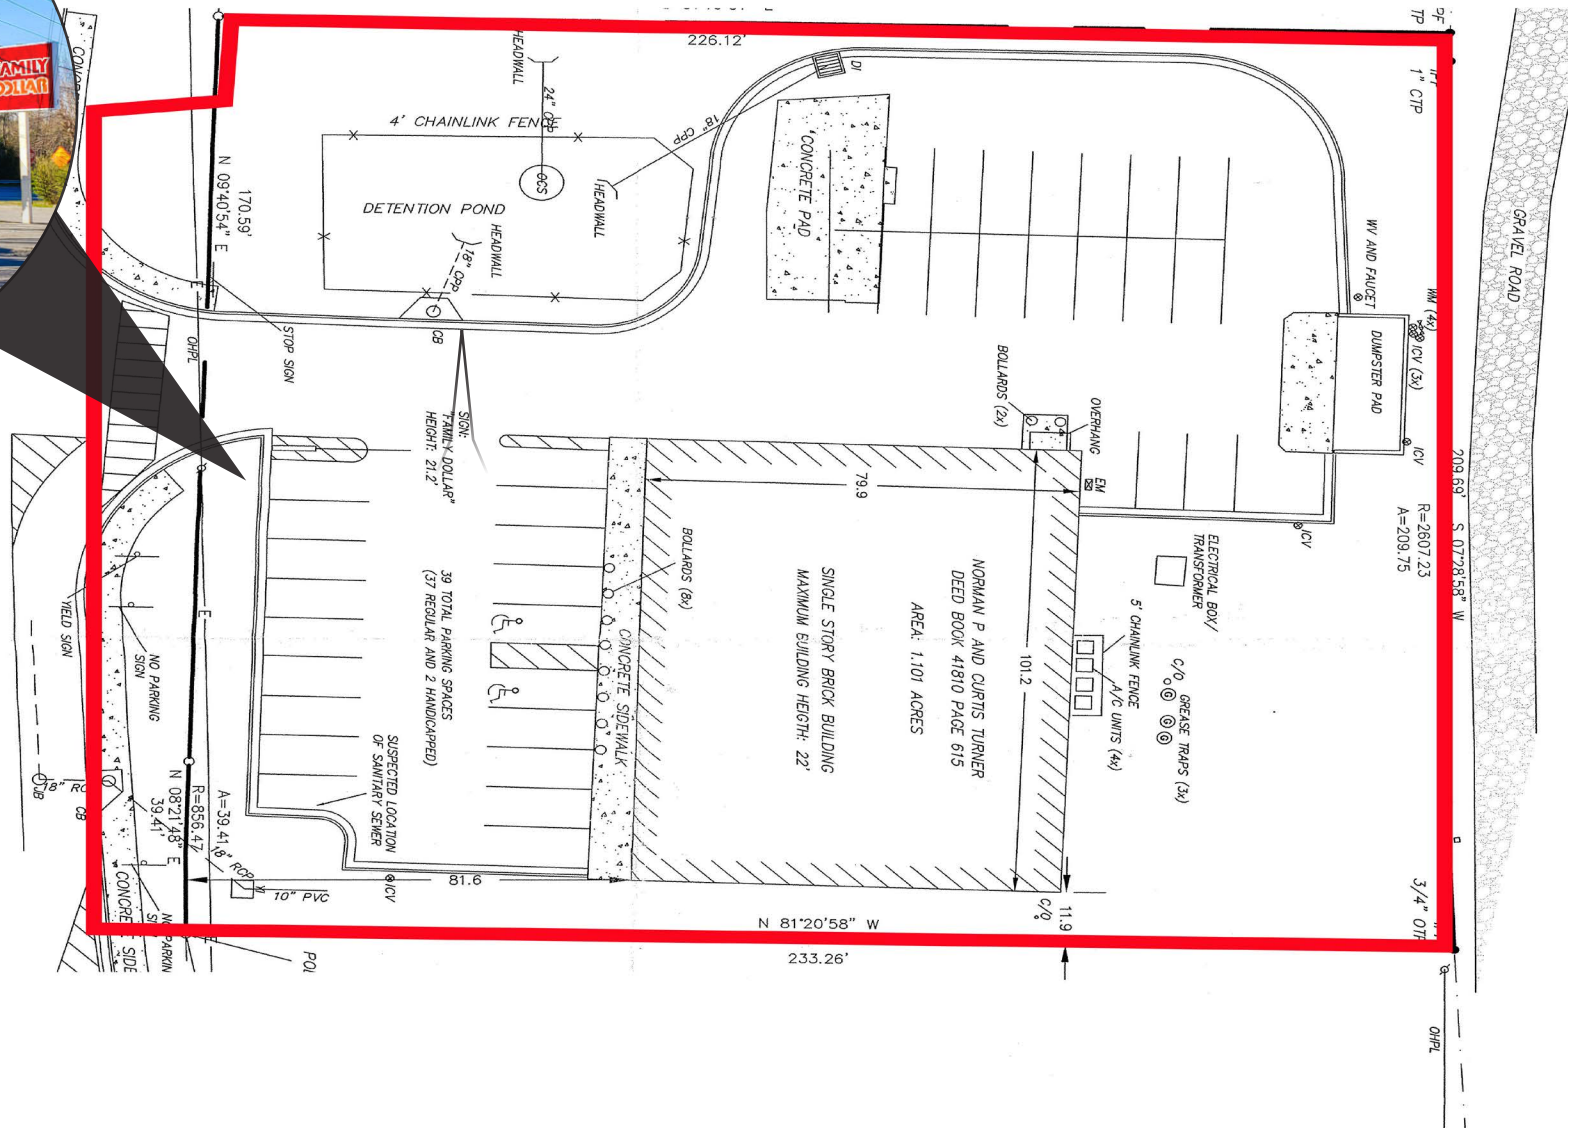 FAMILY
DOLLAR
226.12'
HEADWALL
24" CPP
4' CHAINLINK FENCE
18" CPP
DI
OCS
HEADWALL
DETENTION POND
HEADWALL
18" CPP
CB
170.59'
N 09°40'54" E
E
STOP SIGN
OHPL
CONCRETE PAD
1" CTP
GRAVEL ROAD
WV AND FAUCET
WM (4x)
ICV (3x)
DUMPSTER PAD
ICV
ICV
BOLLARDS (2x)
OVERHANG
EM
SIGN:
"FAMILY DOLLAR"
HEIGHT: 21.2'
79.9
209.69' S 07°28'58" W
R=2607.23
A=209.75
ELECTRICAL BOX/
TRANSFORMER
5' CHAINLINK FENCE
A/C UNITS (4x)
C/O
GREASE TRAPS (3x)
G
G
G
BOLLARDS (8x)
CONCRETE SIDEWALK
39 TOTAL PARKING SPACES
(37 REGULAR AND 2 HANDICAPPED)
NORMAN P AND CURTIS TURNER
DEED BOOK 41810 PAGE 615
AREA: 1.101 ACRES
SINGLE STORY BRICK BUILDING
MAXIMUM BUILDING HEIGTH: 22'
101.2
E
YIELD SIGN
NO PARKING
SIGN
SUSPECTED LOCATION
OF SANITARY SEWER
A=39.41
R=856.47
N 08°21'48" E
39.41'
JB
CB
18" RCP
10" PVC
ICV
81.6
C/O
11.9
3/4" OTP
N 81°20'58" W
233.26'
OHPL